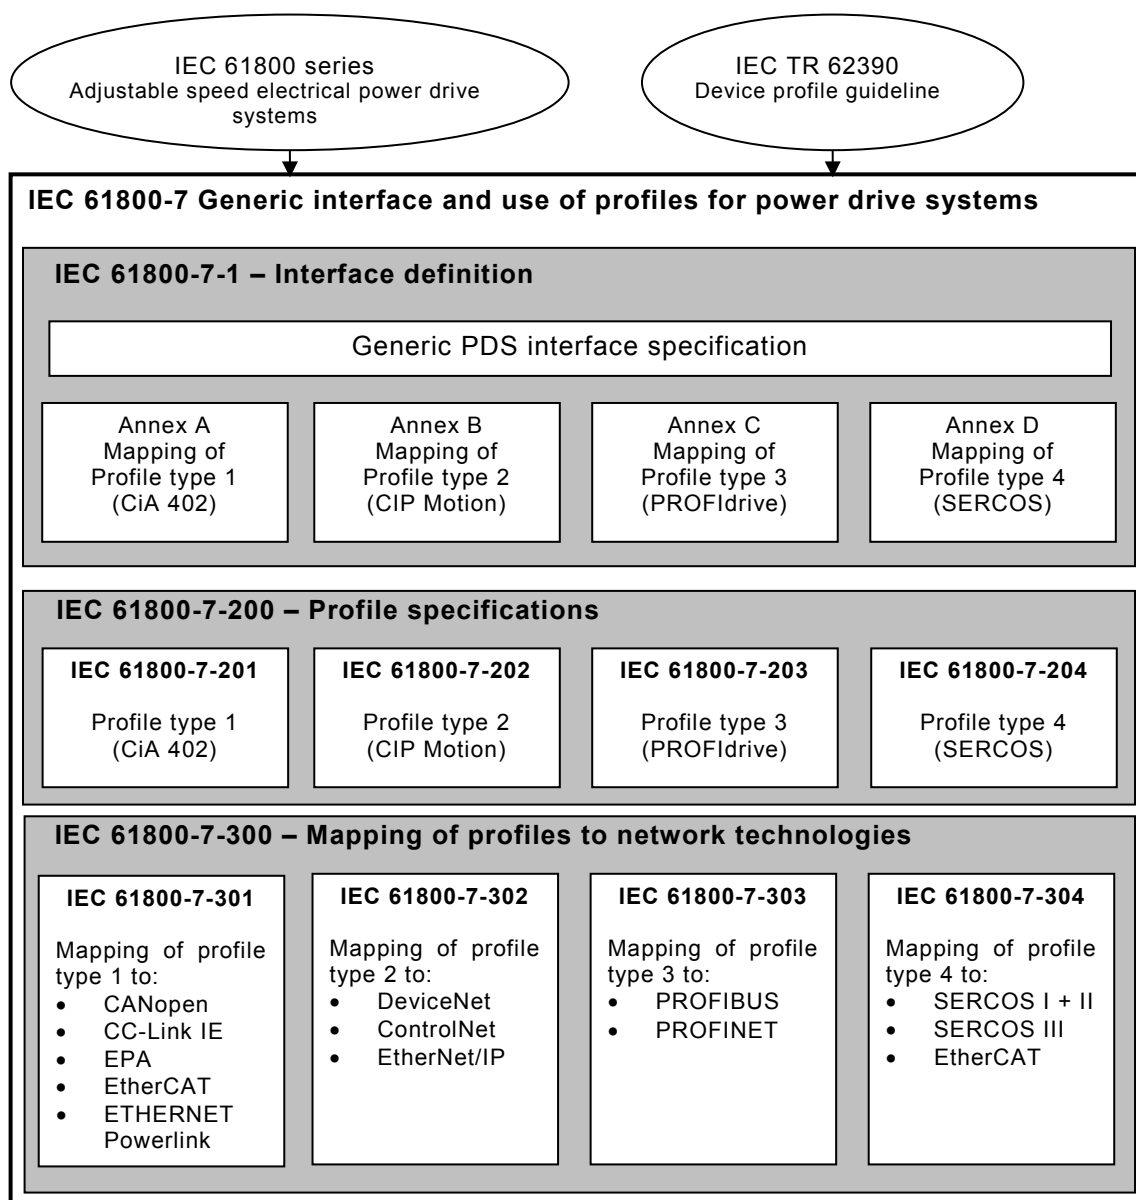 IEC 61800 series
Adjustable speed electrical power drive
systems
IEC TR 62390
Device profile guideline
IEC 61800-7 Generic interface and use of profiles for power drive systems
IEC 61800-7-1 – Interface definition
Generic PDS interface specification
Annex A
Mapping of
Profile type 1
(CiA 402)
Annex B
Mapping of
Profile type 2
(CIP Motion)
Annex C
Mapping of
Profile type 3
(PROFIdrive)
Annex D
Mapping of
Profile type 4
(SERCOS)
IEC 61800-7-200 – Profile specifications
IEC 61800-7-201
Profile type 1
(CiA 402)
IEC 61800-7-202
Profile type 2
(CIP Motion)
IEC 61800-7-203
Profile type 3
(PROFIdrive)
IEC 61800-7-204
Profile type 4
(SERCOS)
IEC 61800-7-300 – Mapping of profiles to network technologies
IEC 61800-7-301
Mapping of profile
type 1 to:
• CANopen
• CC-Link IE
• EPA
• EtherCAT
• ETHERNET
Powerlink
IEC 61800-7-302
Mapping of profile
type 2 to:
• DeviceNet
• ControlNet
• EtherNet/IP
IEC 61800-7-303
Mapping of profile
type 3 to:
• PROFIBUS
• PROFINET
IEC 61800-7-304
Mapping of profile
type 4 to:
• SERCOS I + II
• SERCOS III
• EtherCAT